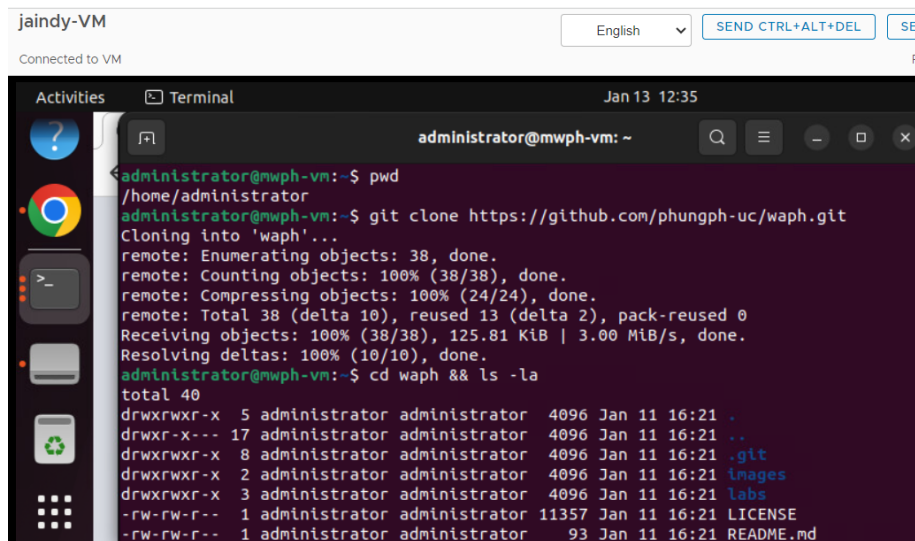 jaindy-VM
English
SEND CTRL+ALT+DEL
Connected to VM
Activities
Terminal
Jan 13 12:35
administrator@mwph-vm: ~
administrator@mwph-vm:~$ pwd
/home/administrator
administrator@mwph-vm:~$ git clone https://github.com/phungph-uc/waph.git
Cloning into 'waph'...
remote: Enumerating objects: 38, done.
remote: Counting objects: 100% (38/38), done.
remote: Compressing objects: 100% (24/24), done.
remote: Total 38 (delta 10), reused 13 (delta 2), pack-reused 0
Receiving objects: 100% (38/38), 125.81 KiB | 3.00 MiB/s, done.
Resolving deltas: 100% (10/10), done.
administrator@mwph-vm:~$ cd waph && ls -la
total 40
drwxrwxr-x  5 administrator administrator  4096 Jan 11 16:21 .
drwxr-x--- 17 administrator administrator  4096 Jan 11 16:21 ..
drwxrwxr-x  8 administrator administrator  4096 Jan 11 16:21 .git
drwxrwxr-x  2 administrator administrator  4096 Jan 11 16:21 images
drwxrwxr-x  3 administrator administrator  4096 Jan 11 16:21 labs
-rw-rw-r--  1 administrator administrator 11357 Jan 11 16:21 LICENSE
-rw-rw-r--  1 administrator administrator    93 Jan 11 16:21 README.md